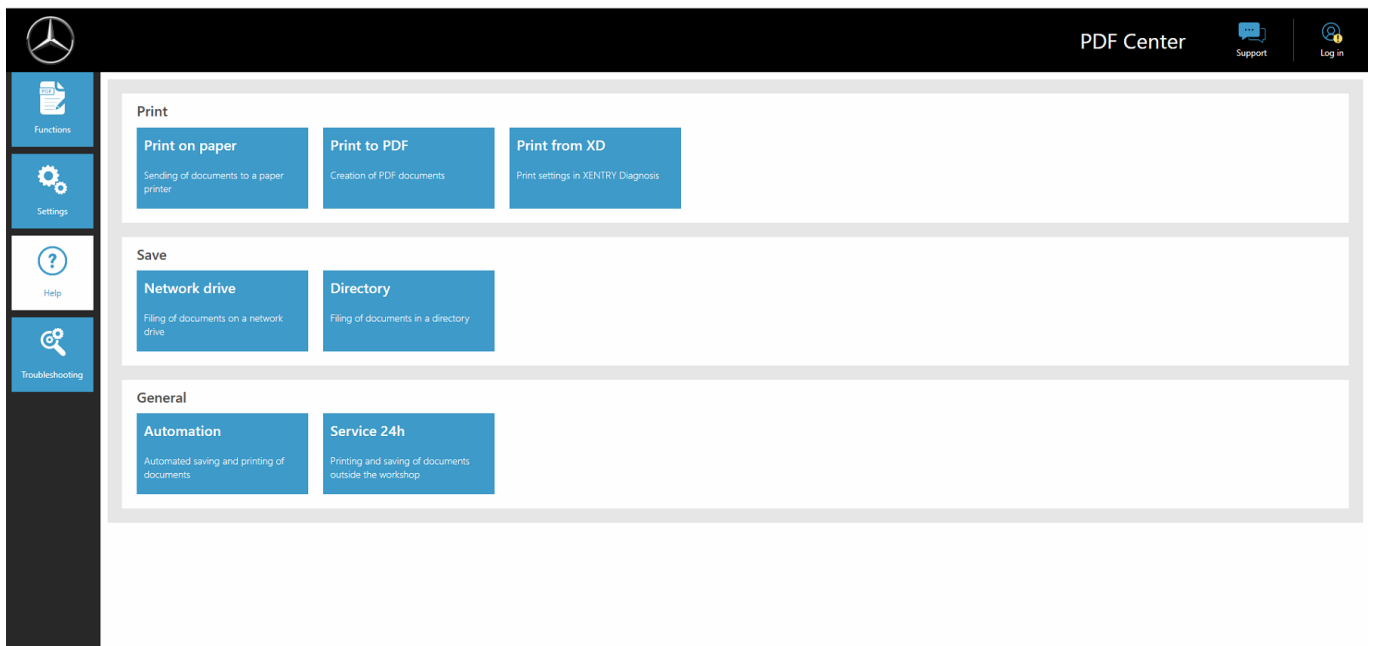 PDF Center
Support
Log in
PDF
Functions
Settings
?
Help
Troubleshooting
Print
Print on paper
Sending of documents to a paper
printer
Print to PDF
Creation of PDF documents
Print from XD
Print settings in XENTRY Diagnosis
Save
Network drive
Filing of documents on a network
drive
Directory
Filing of documents in a directory
General
Automation
Automated saving and printing of
documents
Service 24h
Printing and saving of documents
outside the workshop